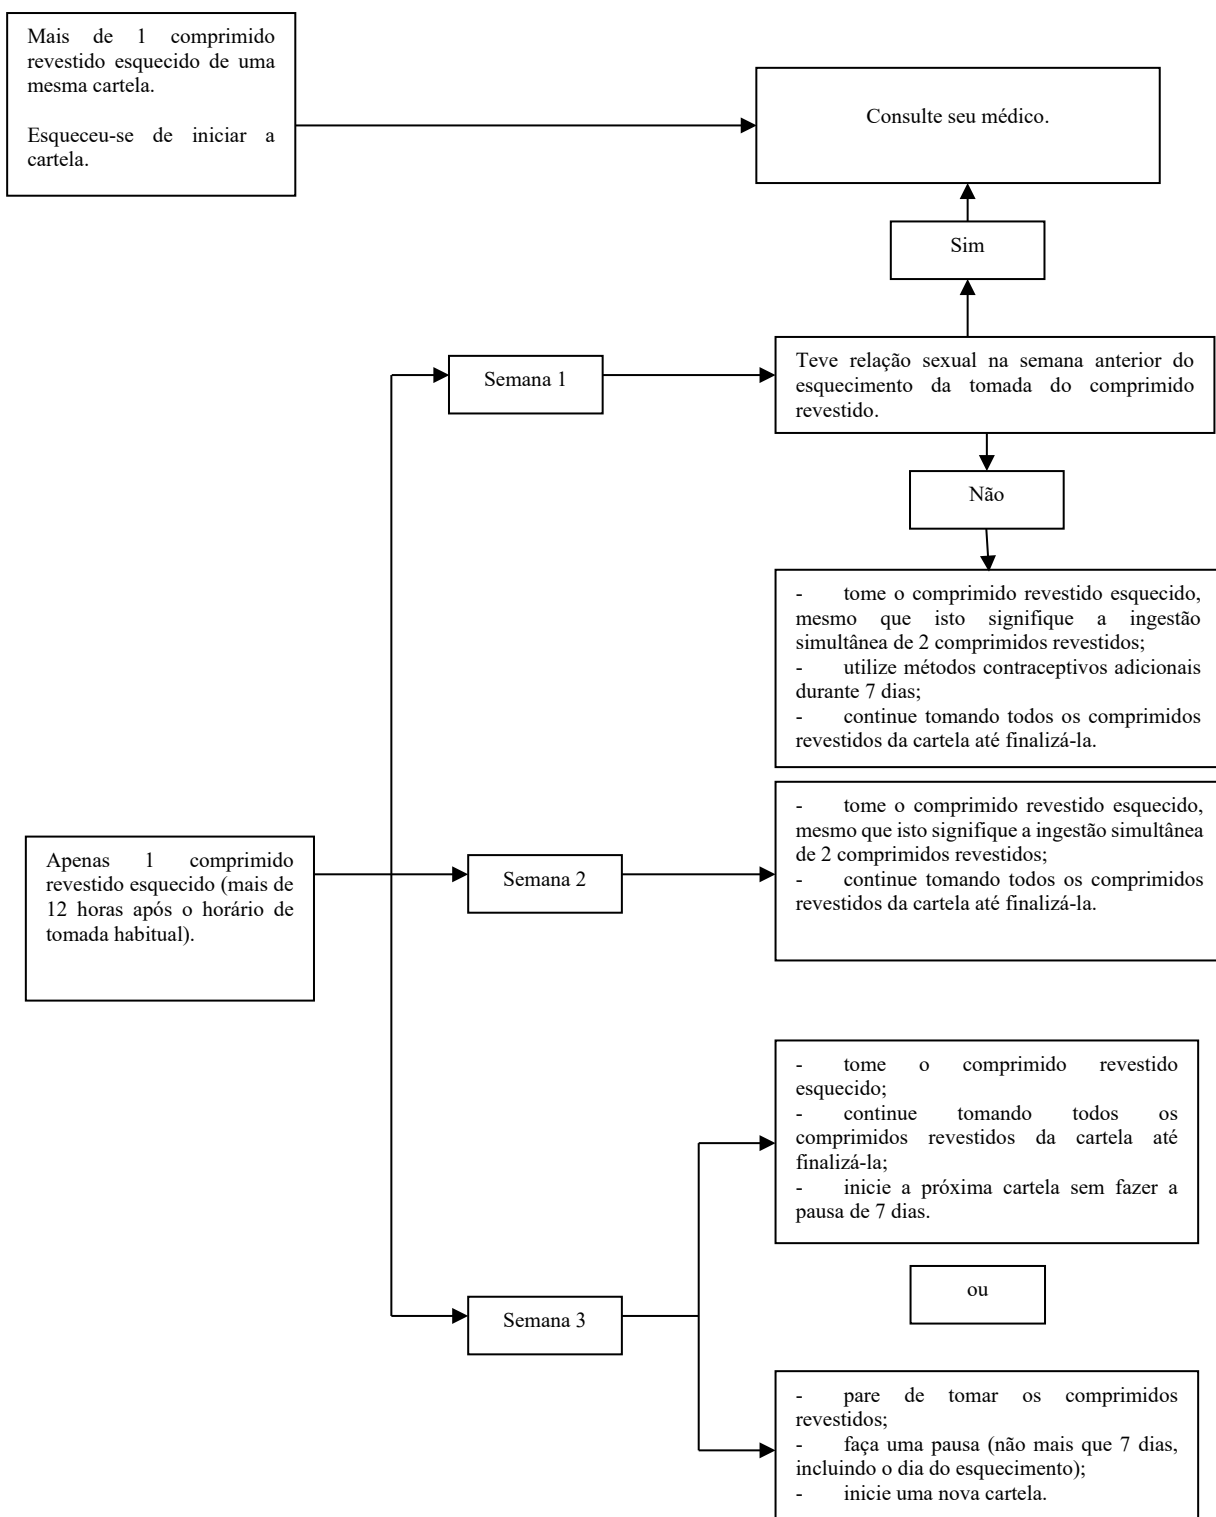 Mais de 1 comprimido
revestido esquecido de uma
mesma cartela.
Esqueceu-se de iniciar a
cartela.
Consulte seu médico.
Sim
Semana 1
Teve relação sexual na semana anterior do
esquecimento da tomada do comprimido
revestido.
Não
- tome o comprimido revestido esquecido,
mesmo que isto signifique a ingestão
simultânea de 2 comprimidos revestidos;
- utilize métodos contraceptivos adicionais
durante 7 dias;
- continue tomando todos os comprimidos
revestidos da cartela até finalizá-la.
Apenas 1 comprimido
revestido esquecido (mais de
12 horas após o horário de
tomada habitual).
Semana 2
- tome o comprimido revestido esquecido,
mesmo que isto signifique a ingestão simultânea
de 2 comprimidos revestidos;
- continue tomando todos os comprimidos
revestidos da cartela até finalizá-la.
Semana 3
- tome o comprimido revestido
esquecido;
- continue tomando todos os
comprimidos revestidos da cartela até
finalizá-la;
- inicie a próxima cartela sem fazer a
pausa de 7 dias.
ou
- pare de tomar os comprimidos
revestidos;
- faça uma pausa (não mais que 7 dias,
incluindo o dia do esquecimento);
- inicie uma nova cartela.